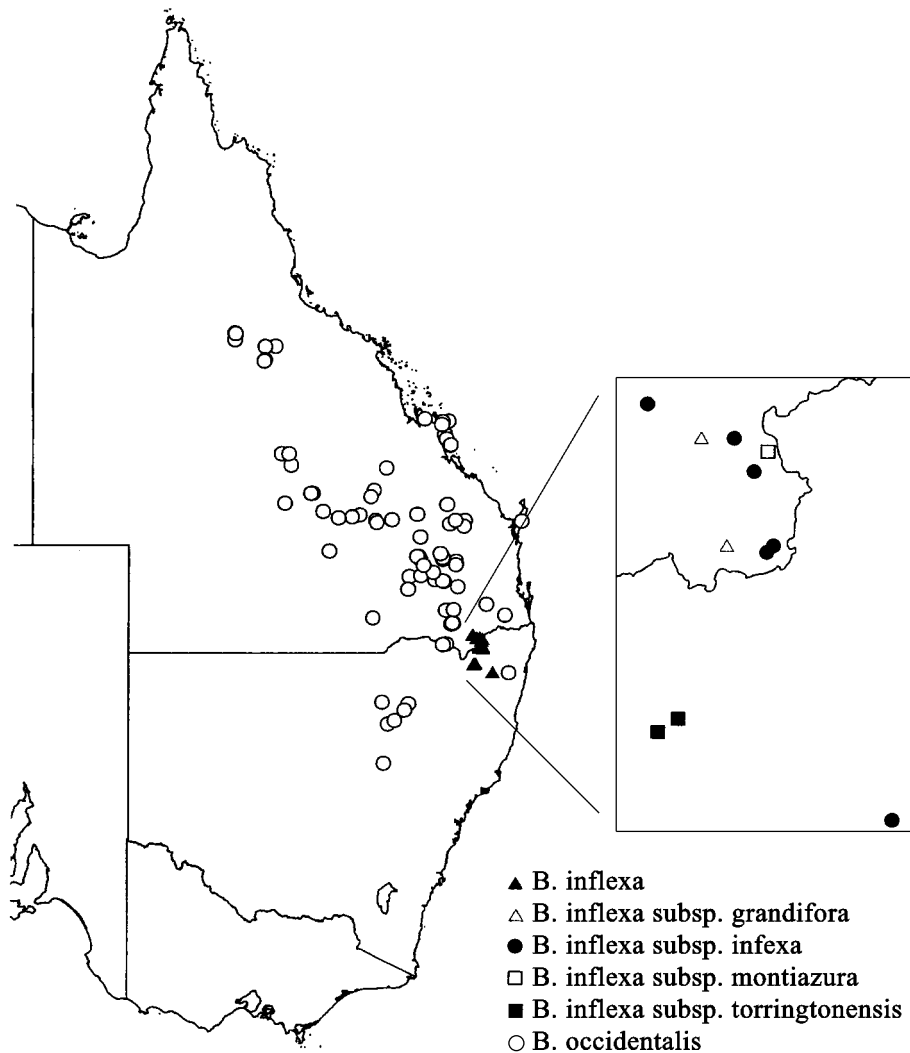 B. inflexa
B. inflexa subsp. grandifora
B. inflexa subsp. infexa
B. inflexa subsp. montiazura
B. inflexa subsp. torringtonensis
B. occidentalis